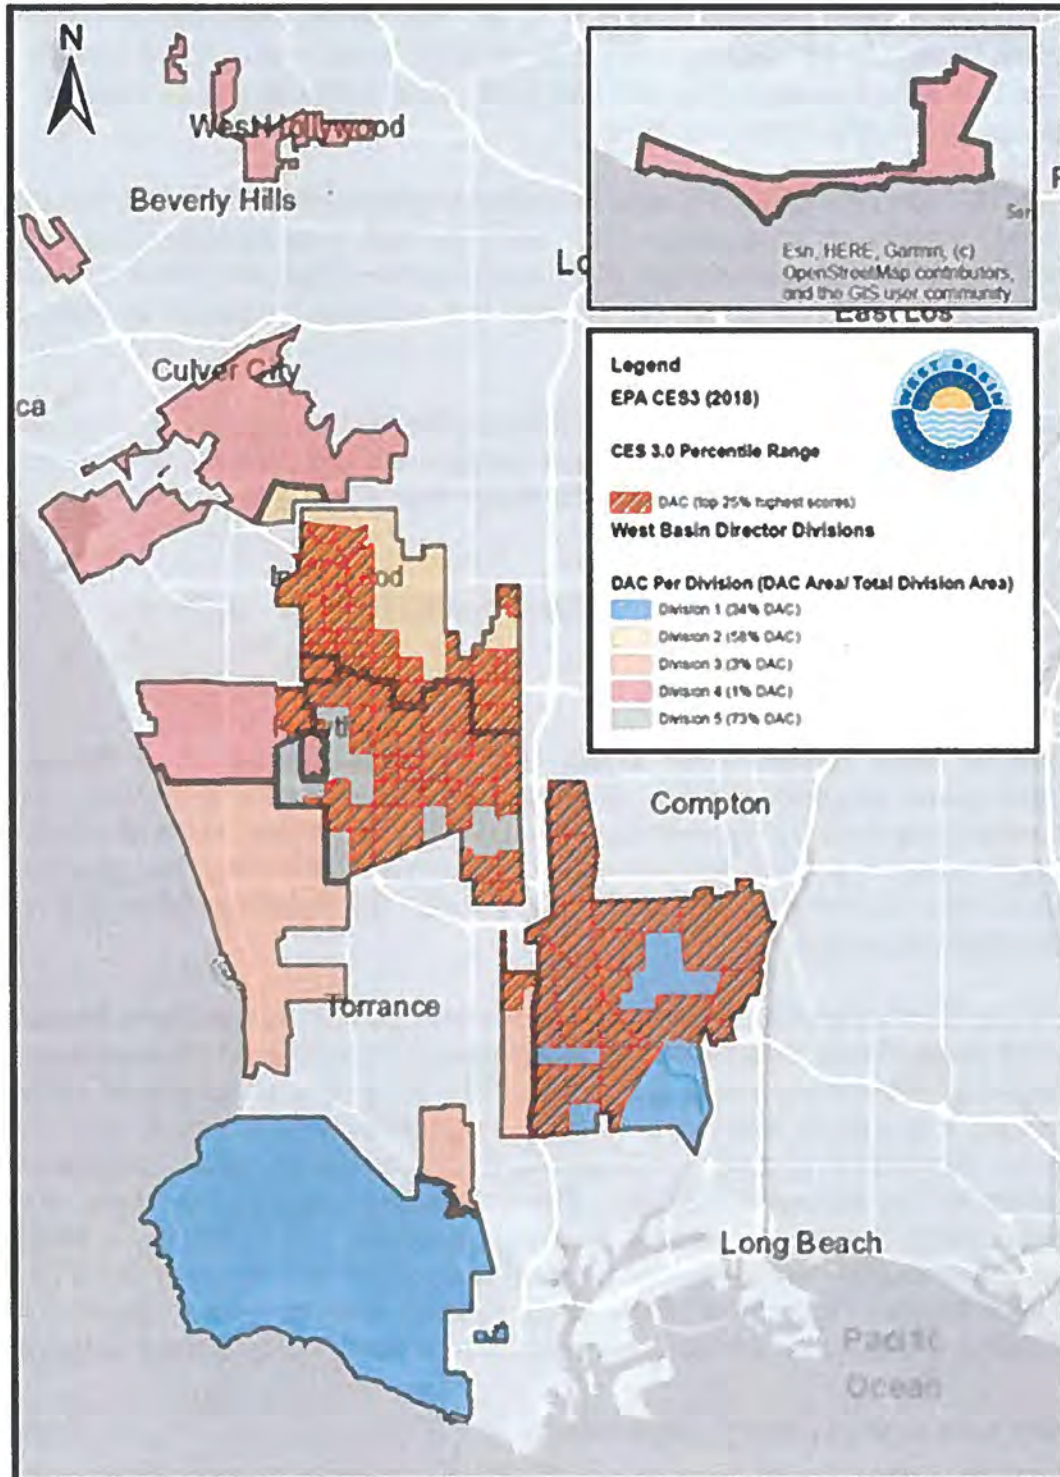 N
West Hollywood
Beverly Hills
Esri, HERE, Garmin, (c)
OpenStreetMap contributors,
and the GIS user community
East Los
Culver City
ca
Legend
EPA CES3 (2018)
WEST BASIN
CES 3.0 Percentile Range
DAC (top 25% highest scores)
West Basin Director Divisions
DAC Per Division (DAC Area/ Total Division Area)
Division 1 (34% DAC)
Division 2 (58% DAC)
Division 3 (3% DAC)
Division 4 (1% DAC)
Division 5 (73% DAC)
Compton
Torrance
Long Beach
Pacific
Ocean